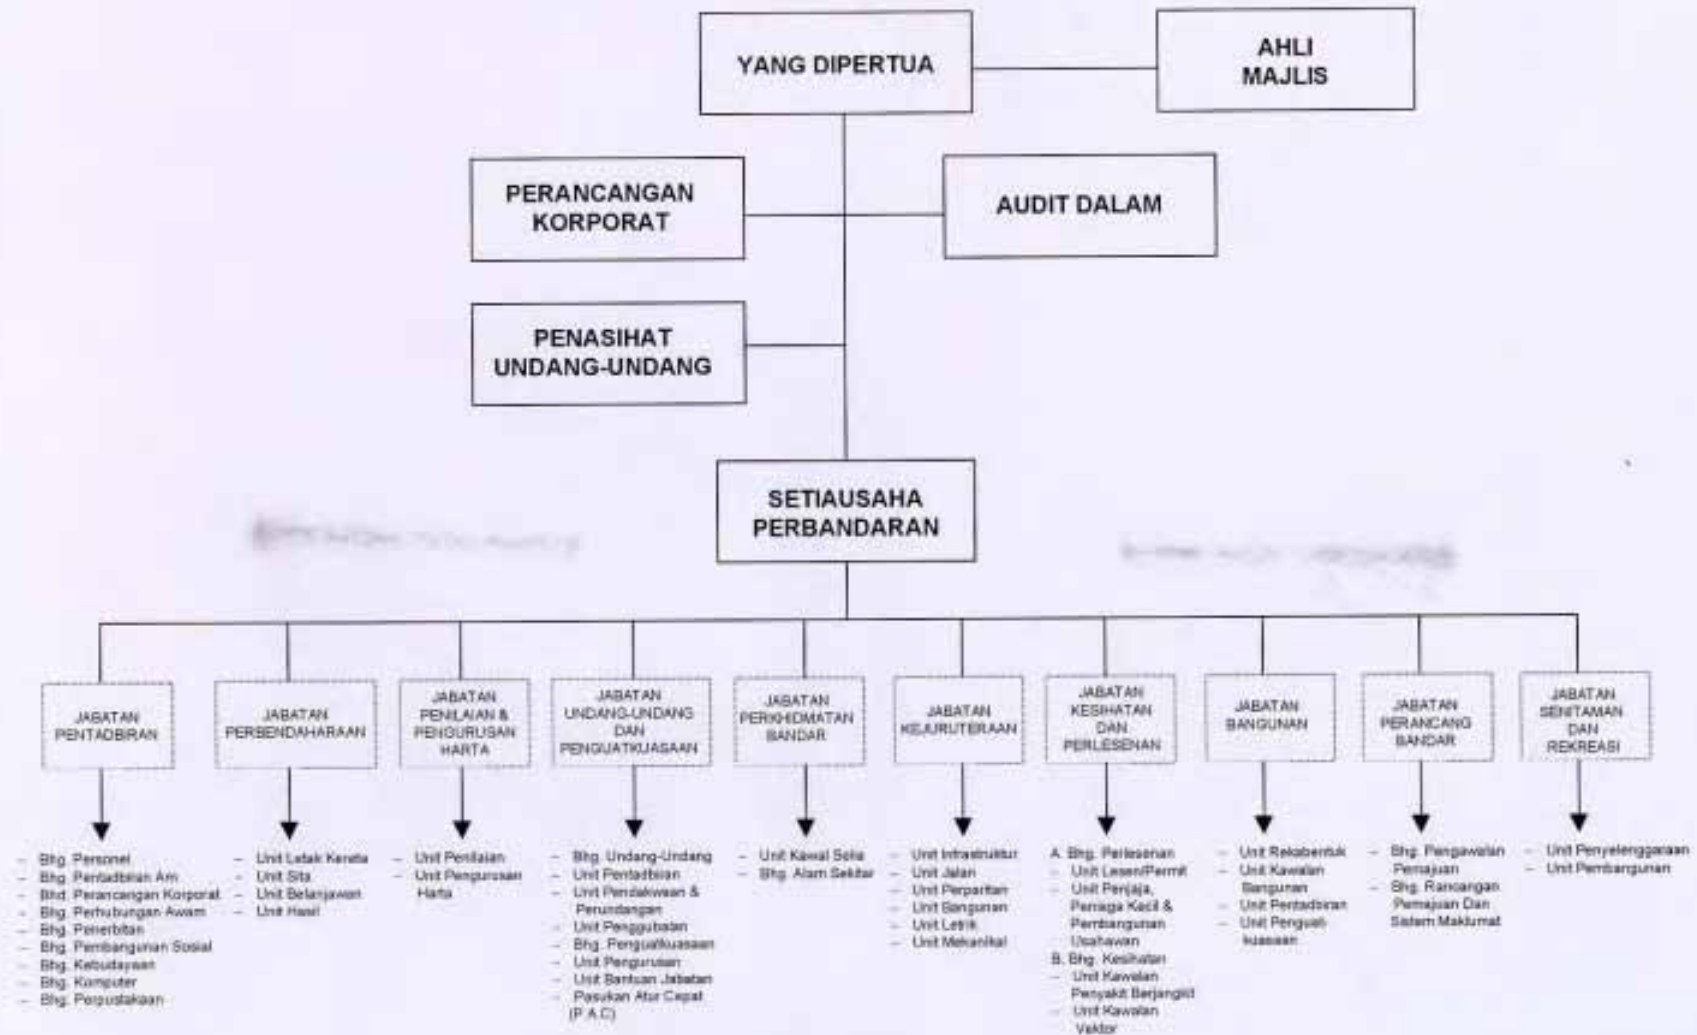 YANG DIPERTUA
AHLI
MAJLIS
PERANCANGAN
KORPORAT
AUDIT DALAM
PENASIHAT
UNDANG-UNDANG
SETIAUSAHA
PERBANDARAN
JABATAN
PENTADBIRAN
JABATAN
PERBENDAHARAAN
JABATAN
PENILAIAN &
PENGURUSAN
HARTA
JABATAN
UNDANG-UNDANG
DAN
PENGUATKUASAAN
JABATAN
PERKHIDMATAN
BANDAR
JABATAN
KEJURUTERAAN
JABATAN
KESIHATAN
DAN
PERLESENAN
JABATAN
BANGUNAN
JABATAN
PERANCANG
BANDAR
JABATAN
SENITAMAN
DAN
REKREASI
– Bhg. Personel
– Bhg. Pentadbiran Am
– Bhd. Perancangan Korporat
– Bhg. Perhubungan Awam
– Bhg. Penerbitan
– Bhg. Pembangunan Sosial
– Bhg. Kebudayaan
– Bhg. Komputer
– Bhg. Perpustakaan
– Unit Letak Kereta
– Unit Sita
– Unit Belanjawan
– Unit Hasil
– Unit Penilaian
– Unit Pengurusan
Harta
– Bhg. Undang-Undang
– Unit Pentadbiran
– Unit Pendakwaan &
Perundangan
– Unit Penggubalan
– Bhg. Penguatkuasaan
– Unit Pengurusan
– Unit Bantuan Jabatan
– Pasukan Atur Cepat
(P.A.C)
– Unit Kawal Selia
– Bhg. Alam Sekitar
– Unit Infrastruktur
– Unit Jalan
– Unit Perparitan
– Unit Bangunan
– Unit Letrik
– Unit Mekanikal
A. Bhg. Perlesenan
– Unit Lesen/Permit
– Unit Penjaja,
Peniaga Kecil &
Pembangunan
Usahawan
B. Bhg. Kesihatan
– Unit Kawalan
Penyakit Berjangkit
– Unit Kawalan
Vektor
– Unit Rekabentuk
– Unit Kawalan
Bangunan
– Unit Pentadbiran
– Unit Penguat-
kuasaan
– Bhg. Pengawalan
Pemajuan
– Bhg. Rancangan
Pemajuan Dan
Sistem Maklumat
– Unit Penyelenggaraan
– Unit Pembangunan